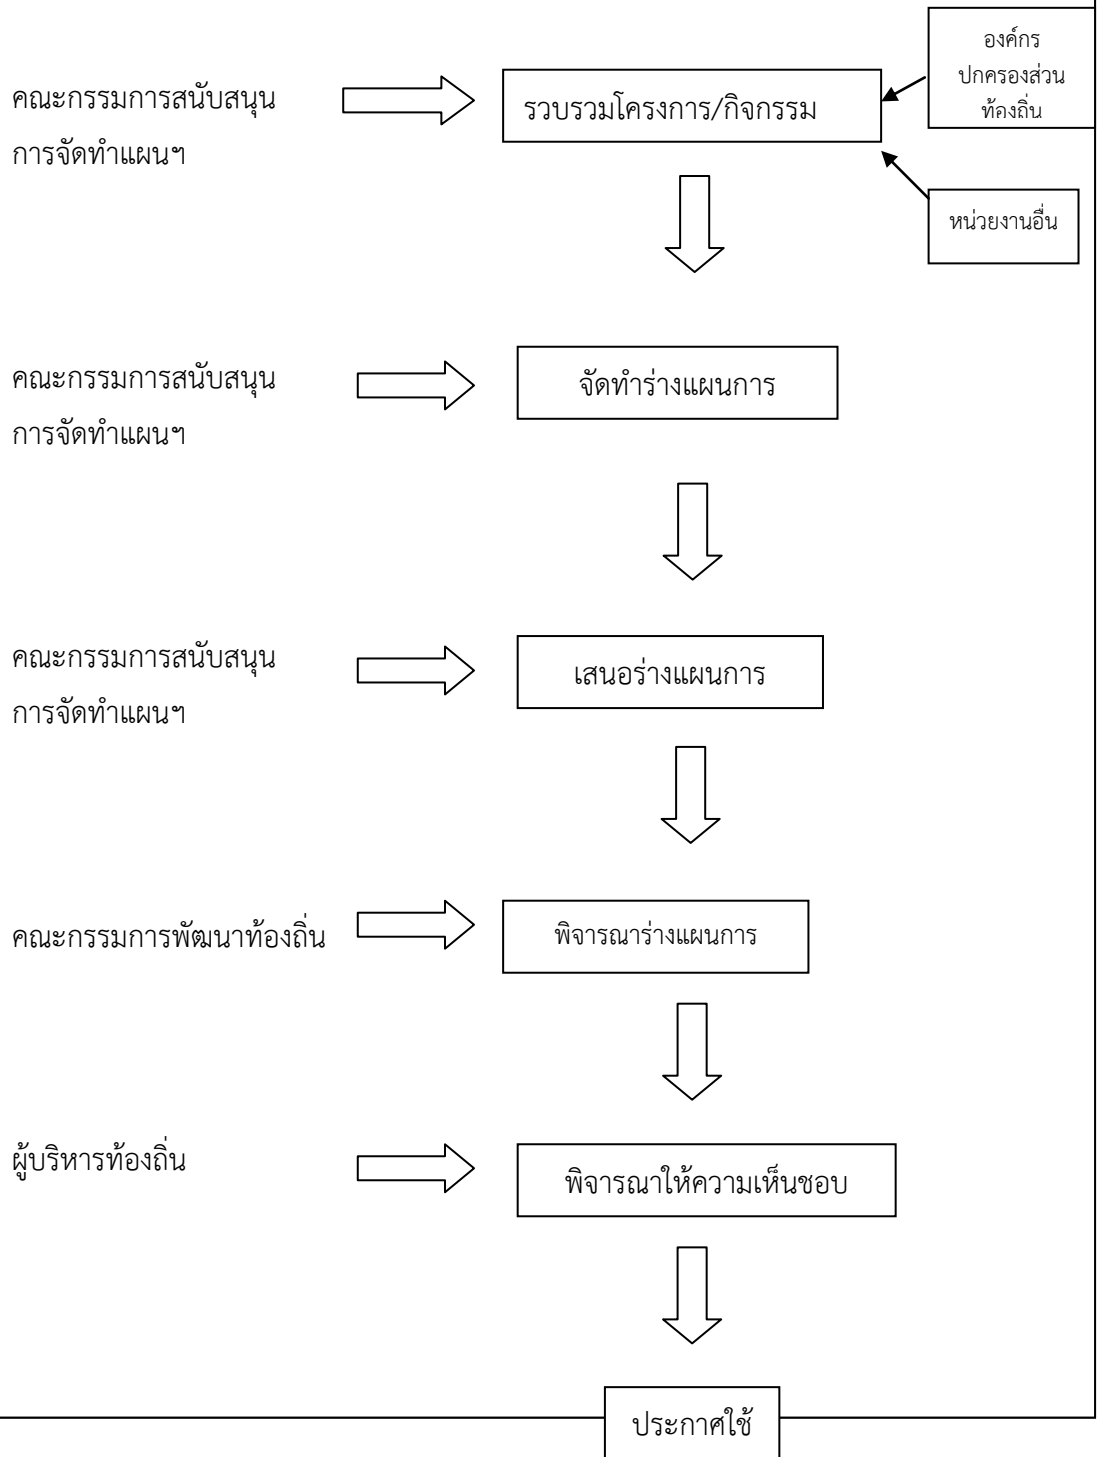 องค์กร
ปกครองส่วน
ท้องถิ่น
คณะกรรมการสนับสนุน
การจัดทำแผนฯ
รวบรวมโครงการ/กิจกรรม
หน่วยงานอื่น
คณะกรรมการสนับสนุน
การจัดทำแผนฯ
จัดทำร่างแผนการ
คณะกรรมการสนับสนุน
การจัดทำแผนฯ
เสนอร่างแผนการ
คณะกรรมการพัฒนาท้องถิ่น
พิจารณาร่างแผนการ
ผู้บริหารท้องถิ่น
พิจารณาให้ความเห็นชอบ
ประกาศใช้